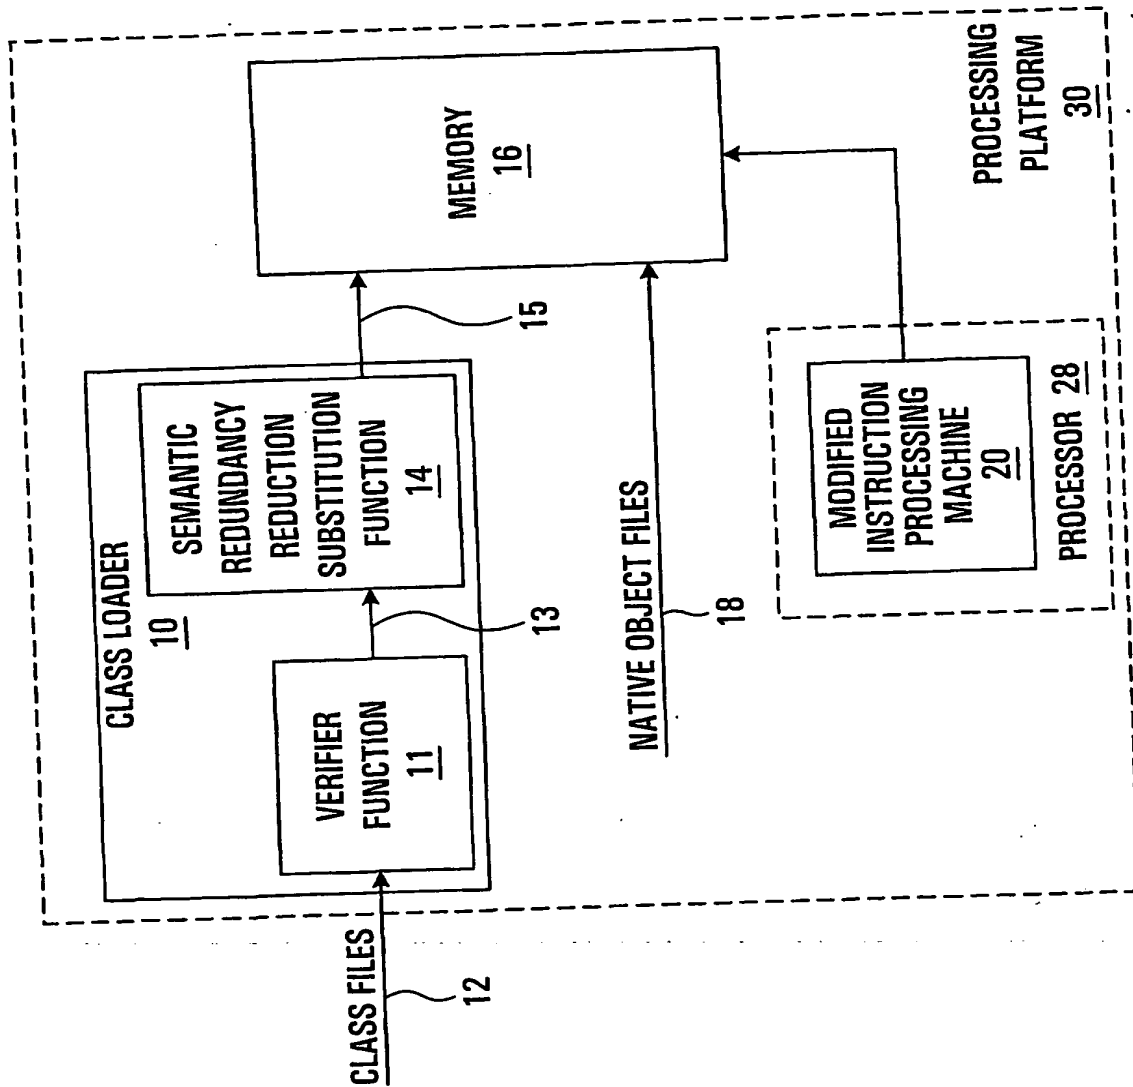 CLASS FILES
12
CLASS LOADER
10
VERIFIER
FUNCTION
11
13
SEMANTIC
REDUNDANCY
REDUCTION
SUBSTITUTION
FUNCTION
14
15
MEMORY
16
NATIVE OBJECT FILES
18
MODIFIED
INSTRUCTION
PROCESSING
MACHINE
20
PROCESSOR 28
PROCESSING
PLATFORM
30